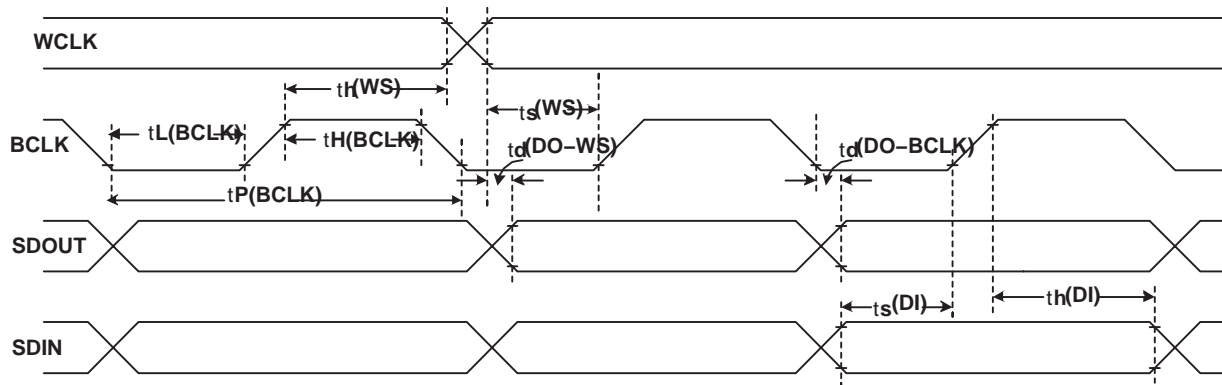 WCLK
th(WS)
ts(WS)
BCLK
tL(BCLK)
tH(BCLK)
td(DO–WS)
td(DO–BCLK)
tP(BCLK)
SDOUT
ts(DI)
th(DI)
SDIN